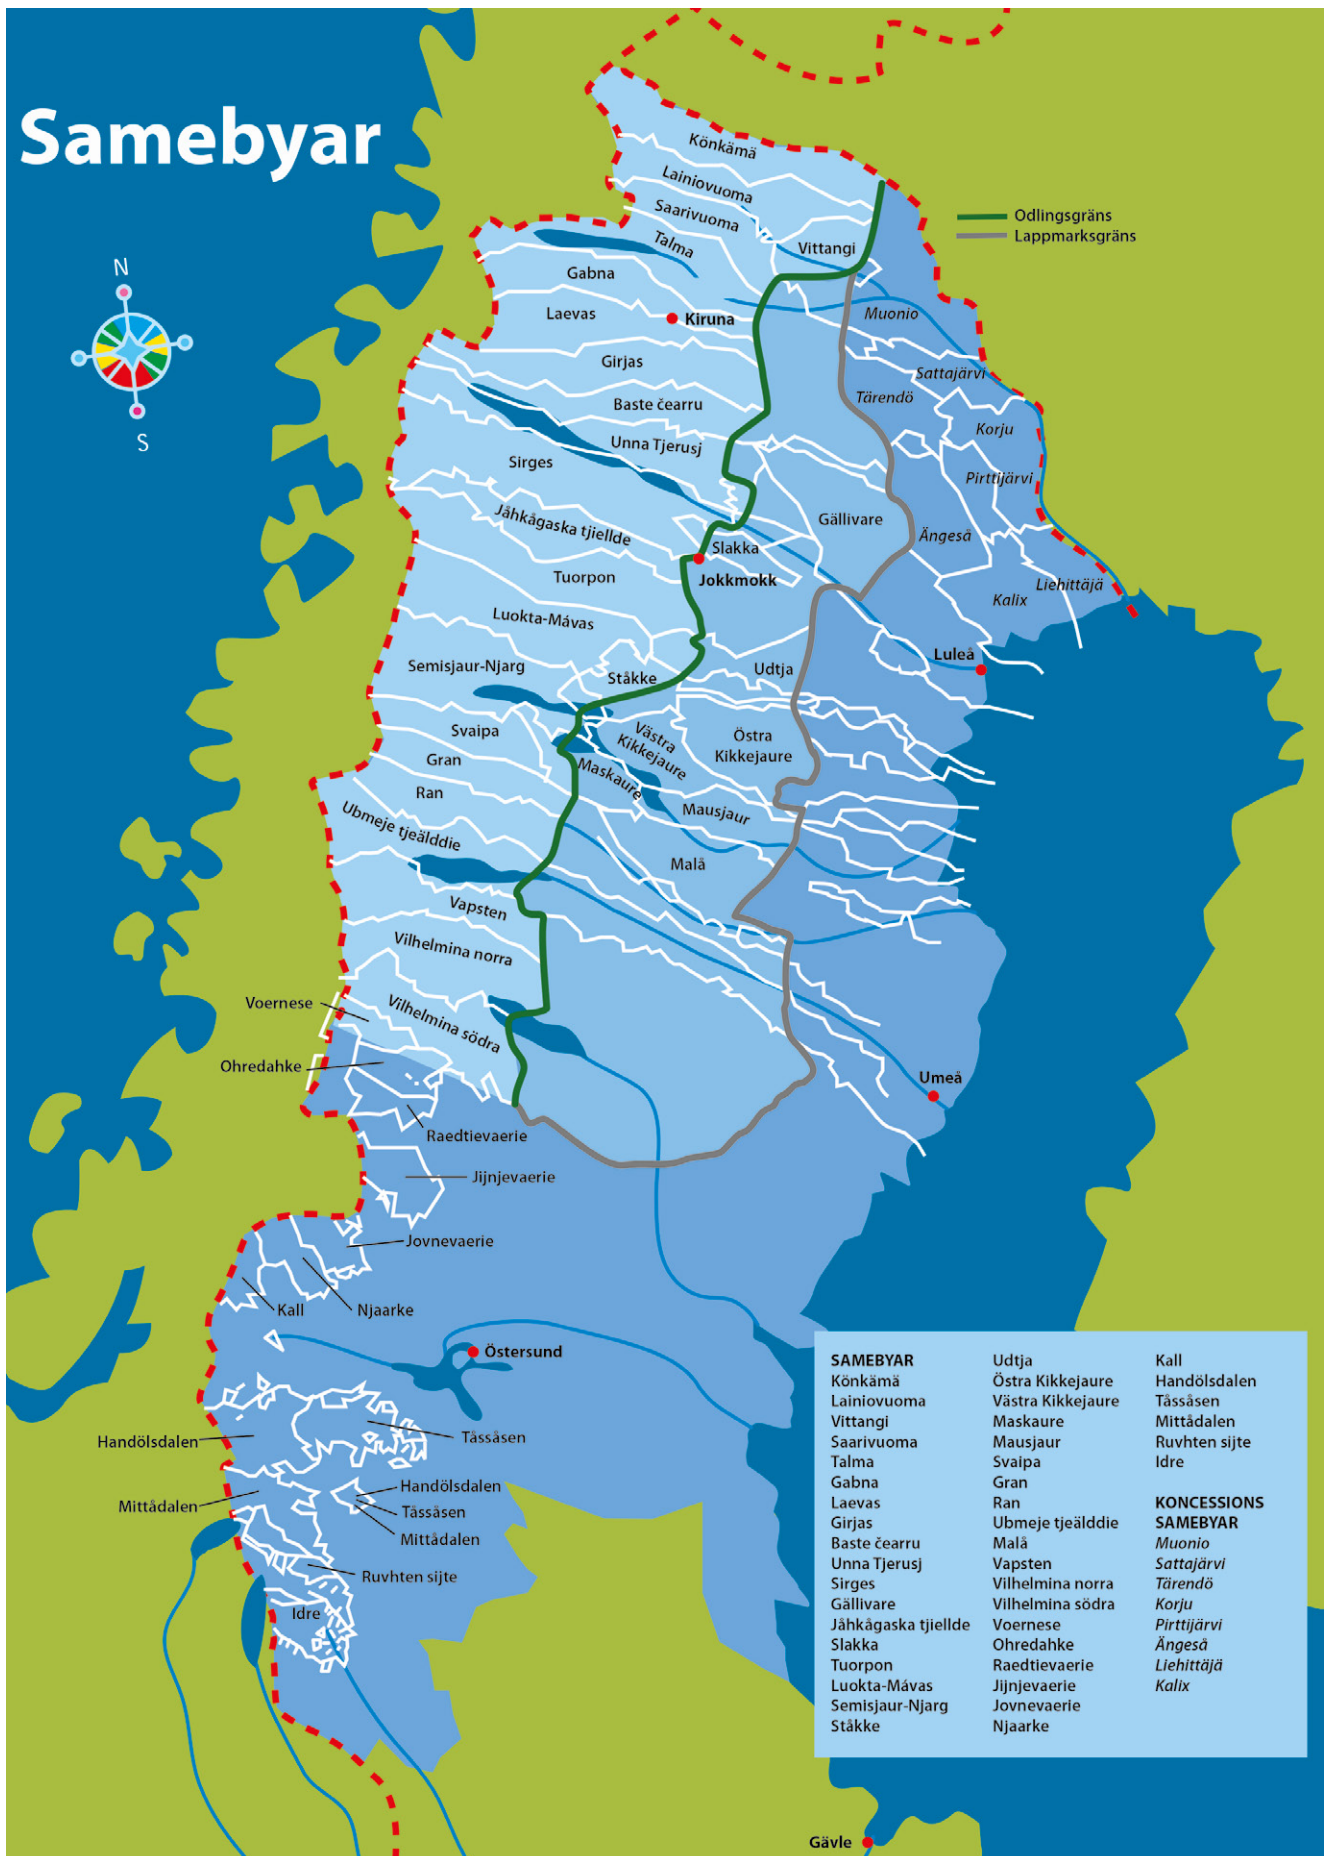 Samebyar
N
S
Könkämä
Lainiovuoma
Saarivuoma
Talma
Vittangi
Odlingsgräns
Lappmarksgräns
Gabna
Laevas
Kiruna
Muonio
Girjas
Sattajärvi
Baste čearru
Tärendö
Korju
Unna Tjerusj
Sirges
Pirttijärvi
Jåhkågaska tjiellde
Gällivare
Ängeså
Slakka
Jokkmokk
Tuorpon
Liehittäjä
Kalix
Luokta-Mávas
Luleå
Semisjaur-Njarg
Ståkke
Udtja
Svaipa
Västra
Kikkejaure
Östra
Kikkejaure
Gran
Maskaure
Ran
Mausjaur
Ubmeje tjeälddie
Malå
Vapsten
Vilhelmina norra
Voernese
Vilhelmina södra
Ohredahke
Umeå
Raedtievaerie
Jijnjevaerie
Jovnevaerie
Kall
Njaarke
Östersund
Handölsdalen
Tåssåsen
Mittådalen
Handölsdalen
Tåssåsen
Mittådalen
Ruvhten sijte
Idre
Gävle
SAMEBYAR
Könkämä
Lainiovuoma
Vittangi
Saarivuoma
Talma
Gabna
Laevas
Girjas
Baste čearru
Unna Tjerusj
Sirges
Gällivare
Jåhkågaska tjiellde
Slakka
Tuorpon
Luokta-Mávas
Semisjaur-Njarg
Ståkke
Udtja
Östra Kikkejaure
Västra Kikkejaure
Maskaure
Mausjaur
Svaipa
Gran
Ran
Ubmeje tjeälddie
Malå
Vapsten
Vilhelmina norra
Vilhelmina södra
Voernese
Ohredahke
Raedtievaerie
Jijnjevaerie
Jovnevaerie
Njaarke
Kall
Handölsdalen
Tåssåsen
Mittådalen
Ruvhten sijte
Idre
KONCESSIONS
SAMEBYAR
Muonio
Sattajärvi
Tärendö
Korju
Pirttijärvi
Ängeså
Liehittäjä
Kalix